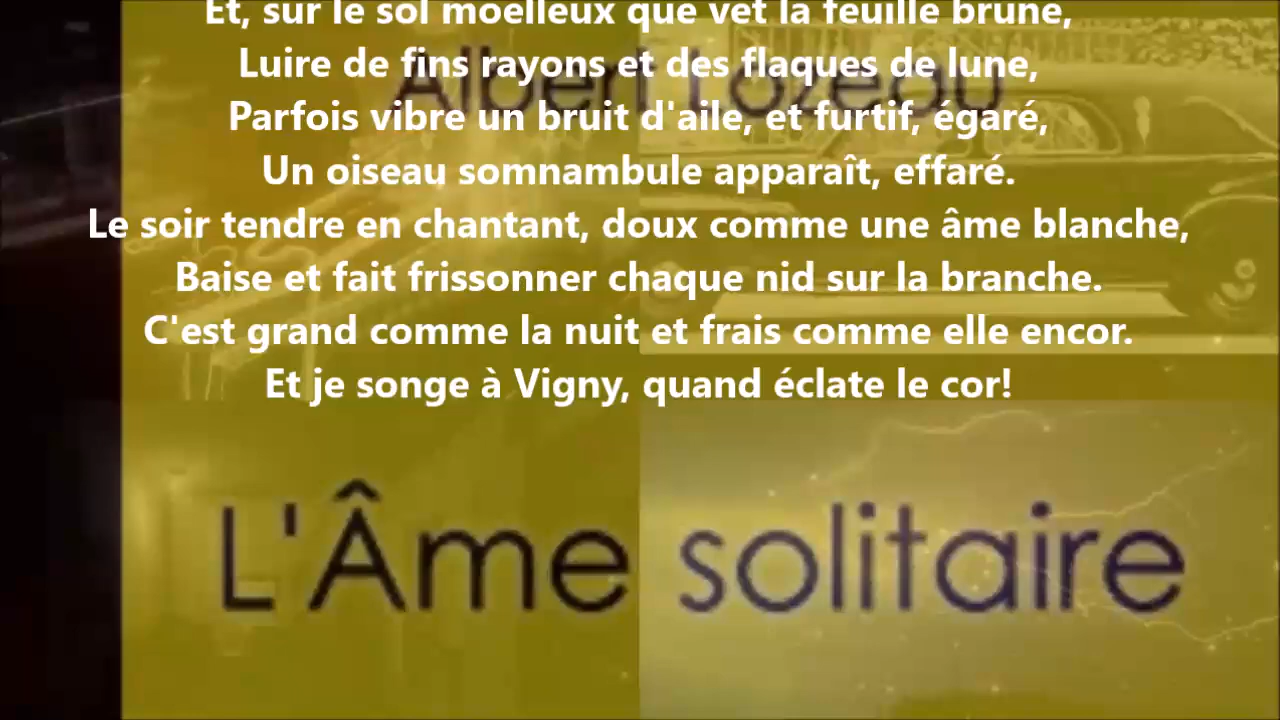 Et, sur le sol moelleux que vêt la feuille brune,
Albert Lozeau
Luire de fins rayons et des flaques de lune,
Parfois vibre un bruit d'aile, et furtif, égaré,
Un oiseau somnambule apparaît, effaré.
Le soir tendre en chantant, doux comme une âme blanche,
Baise et fait frissonner chaque nid sur la branche.
C'est grand comme la nuit et frais comme elle encor.
Et je songe à Vigny, quand éclate le cor!
L'Âme solitaire